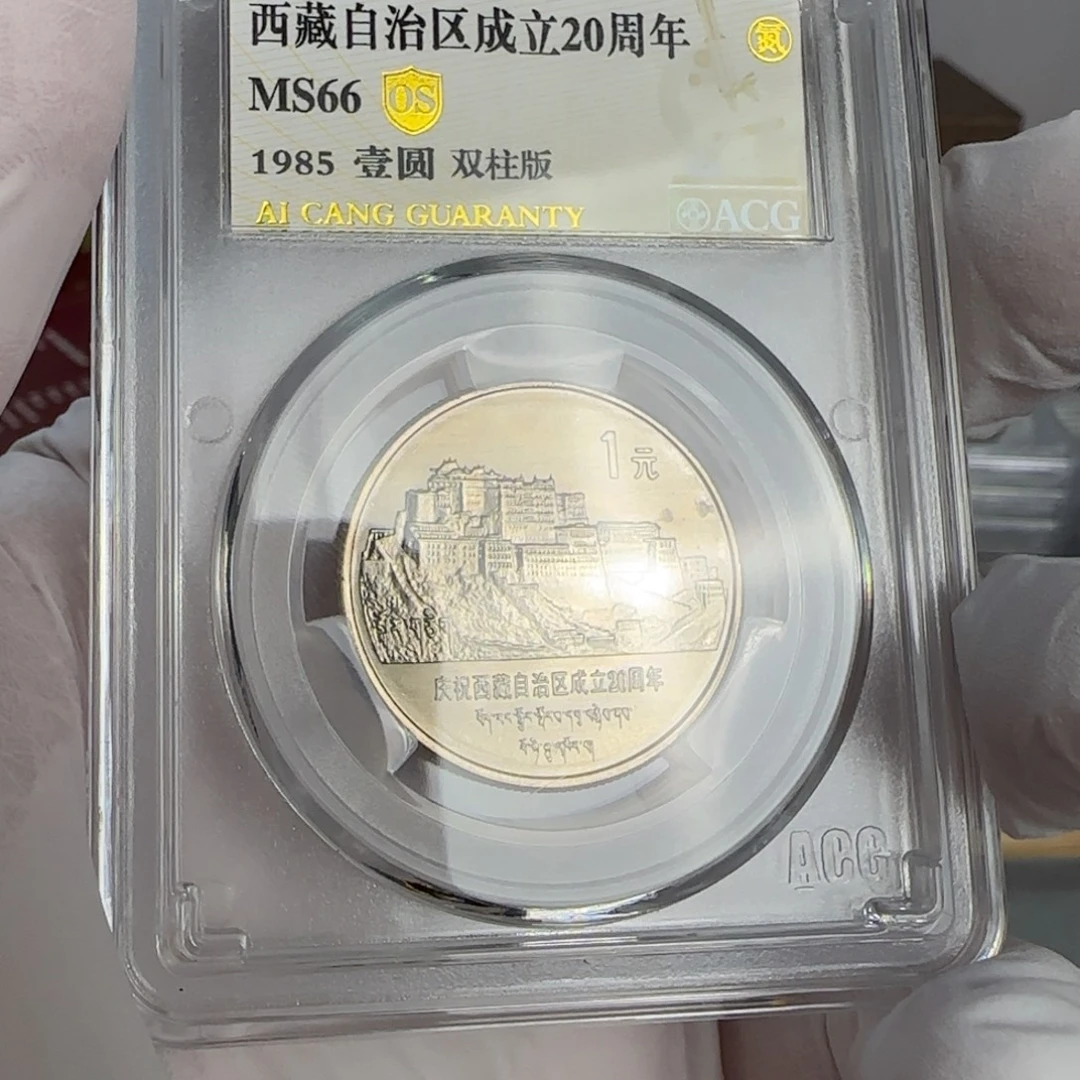 西藏自治区成立20周年
氮
MS66 OS
1985 壹圆 双柱版
AI CANG GUARANTY
ACG
1元
庆祝西藏自治区成立20周年
ACG